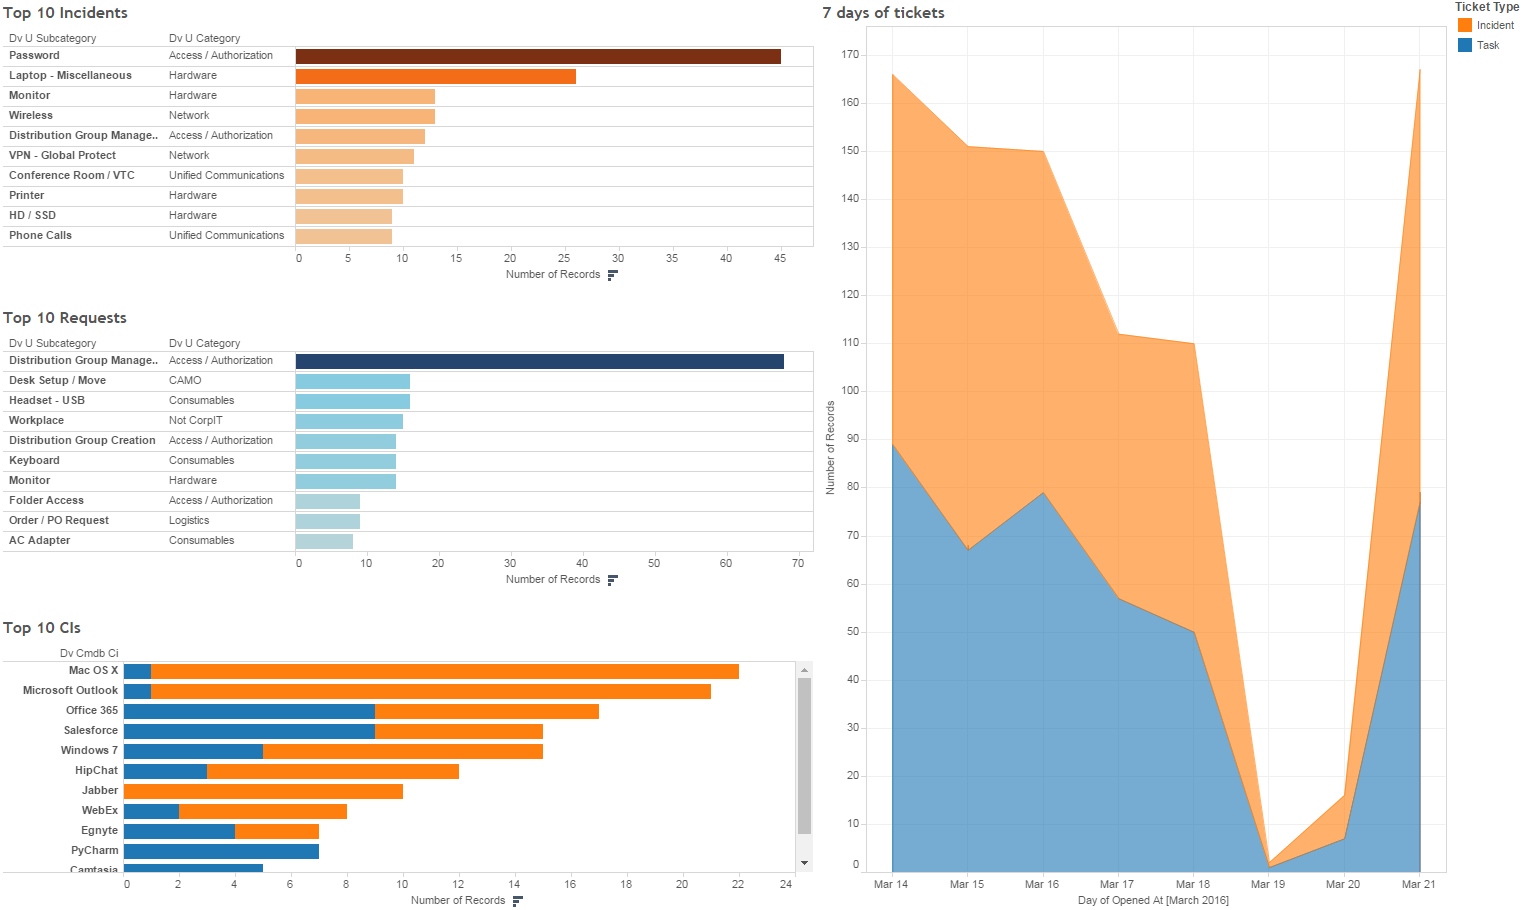 Top 10 Incidents
Dv U Subcategory Dv U Category
Password Access / Authorization
Laptop - Miscellaneous Hardware
Monitor Hardware
Wireless Network
Distribution Group Manage.. Access / Authorization
VPN - Global Protect Network
Conference Room / VTC Unified Communications
Printer Hardware
HD / SSD Hardware
Phone Calls Unified Communications
0 5 10 15 20 25 30 35 40 45
Number of Records
Top 10 Requests
Dv U Subcategory Dv U Category
Distribution Group Manage.. Access / Authorization
Desk Setup / Move CAMO
Headset - USB Consumables
Workplace Not CorpIT
Distribution Group Creation Access / Authorization
Keyboard Consumables
Monitor Hardware
Folder Access Access / Authorization
Order / PO Request Logistics
AC Adapter Consumables
0 10 20 30 40 50 60 70
Number of Records
Top 10 CIs
Dv Cmdb Ci
Mac OS X
Microsoft Outlook
Office 365
Salesforce
Windows 7
HipChat
Jabber
WebEx
Egnyte
PyCharm
Camtasia
0 2 4 6 8 10 12 14 16 18 20 22 24
Number of Records
7 days of tickets
170
160
150
140
130
120
110
100
90
80
70
60
50
40
30
20
10
0
Number of Records
Mar 14 Mar 15 Mar 16 Mar 17 Mar 18 Mar 19 Mar 20 Mar 21
Day of Opened At [March 2016]
Ticket Type
Incident
Task